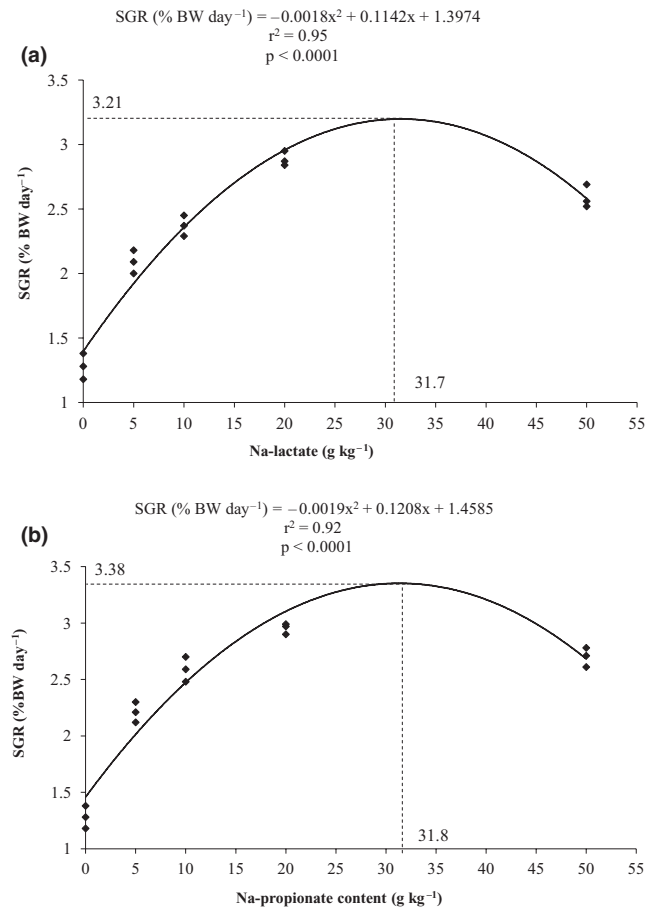 SGR (% BW day⁻¹) = −0.0018x² + 0.1142x + 1.3974
r² = 0.95
p < 0.0001
(a)
3.5
3.21
3
2.5
2
1.5
1
SGR (% BW day⁻¹)
31.7
0 5 10 15 20 25 30 35 40 45 50 55
Na-lactate (g kg⁻¹)
SGR (% BW day⁻¹) = −0.0019x² + 0.1208x + 1.4585
r² = 0.92
p < 0.0001
(b)
3.5
3.38
3
2.5
2
1.5
1
SGR (%BW day⁻¹)
31.8
0 5 10 15 20 25 30 35 40 45 50 55
Na-propionate content (g kg⁻¹)